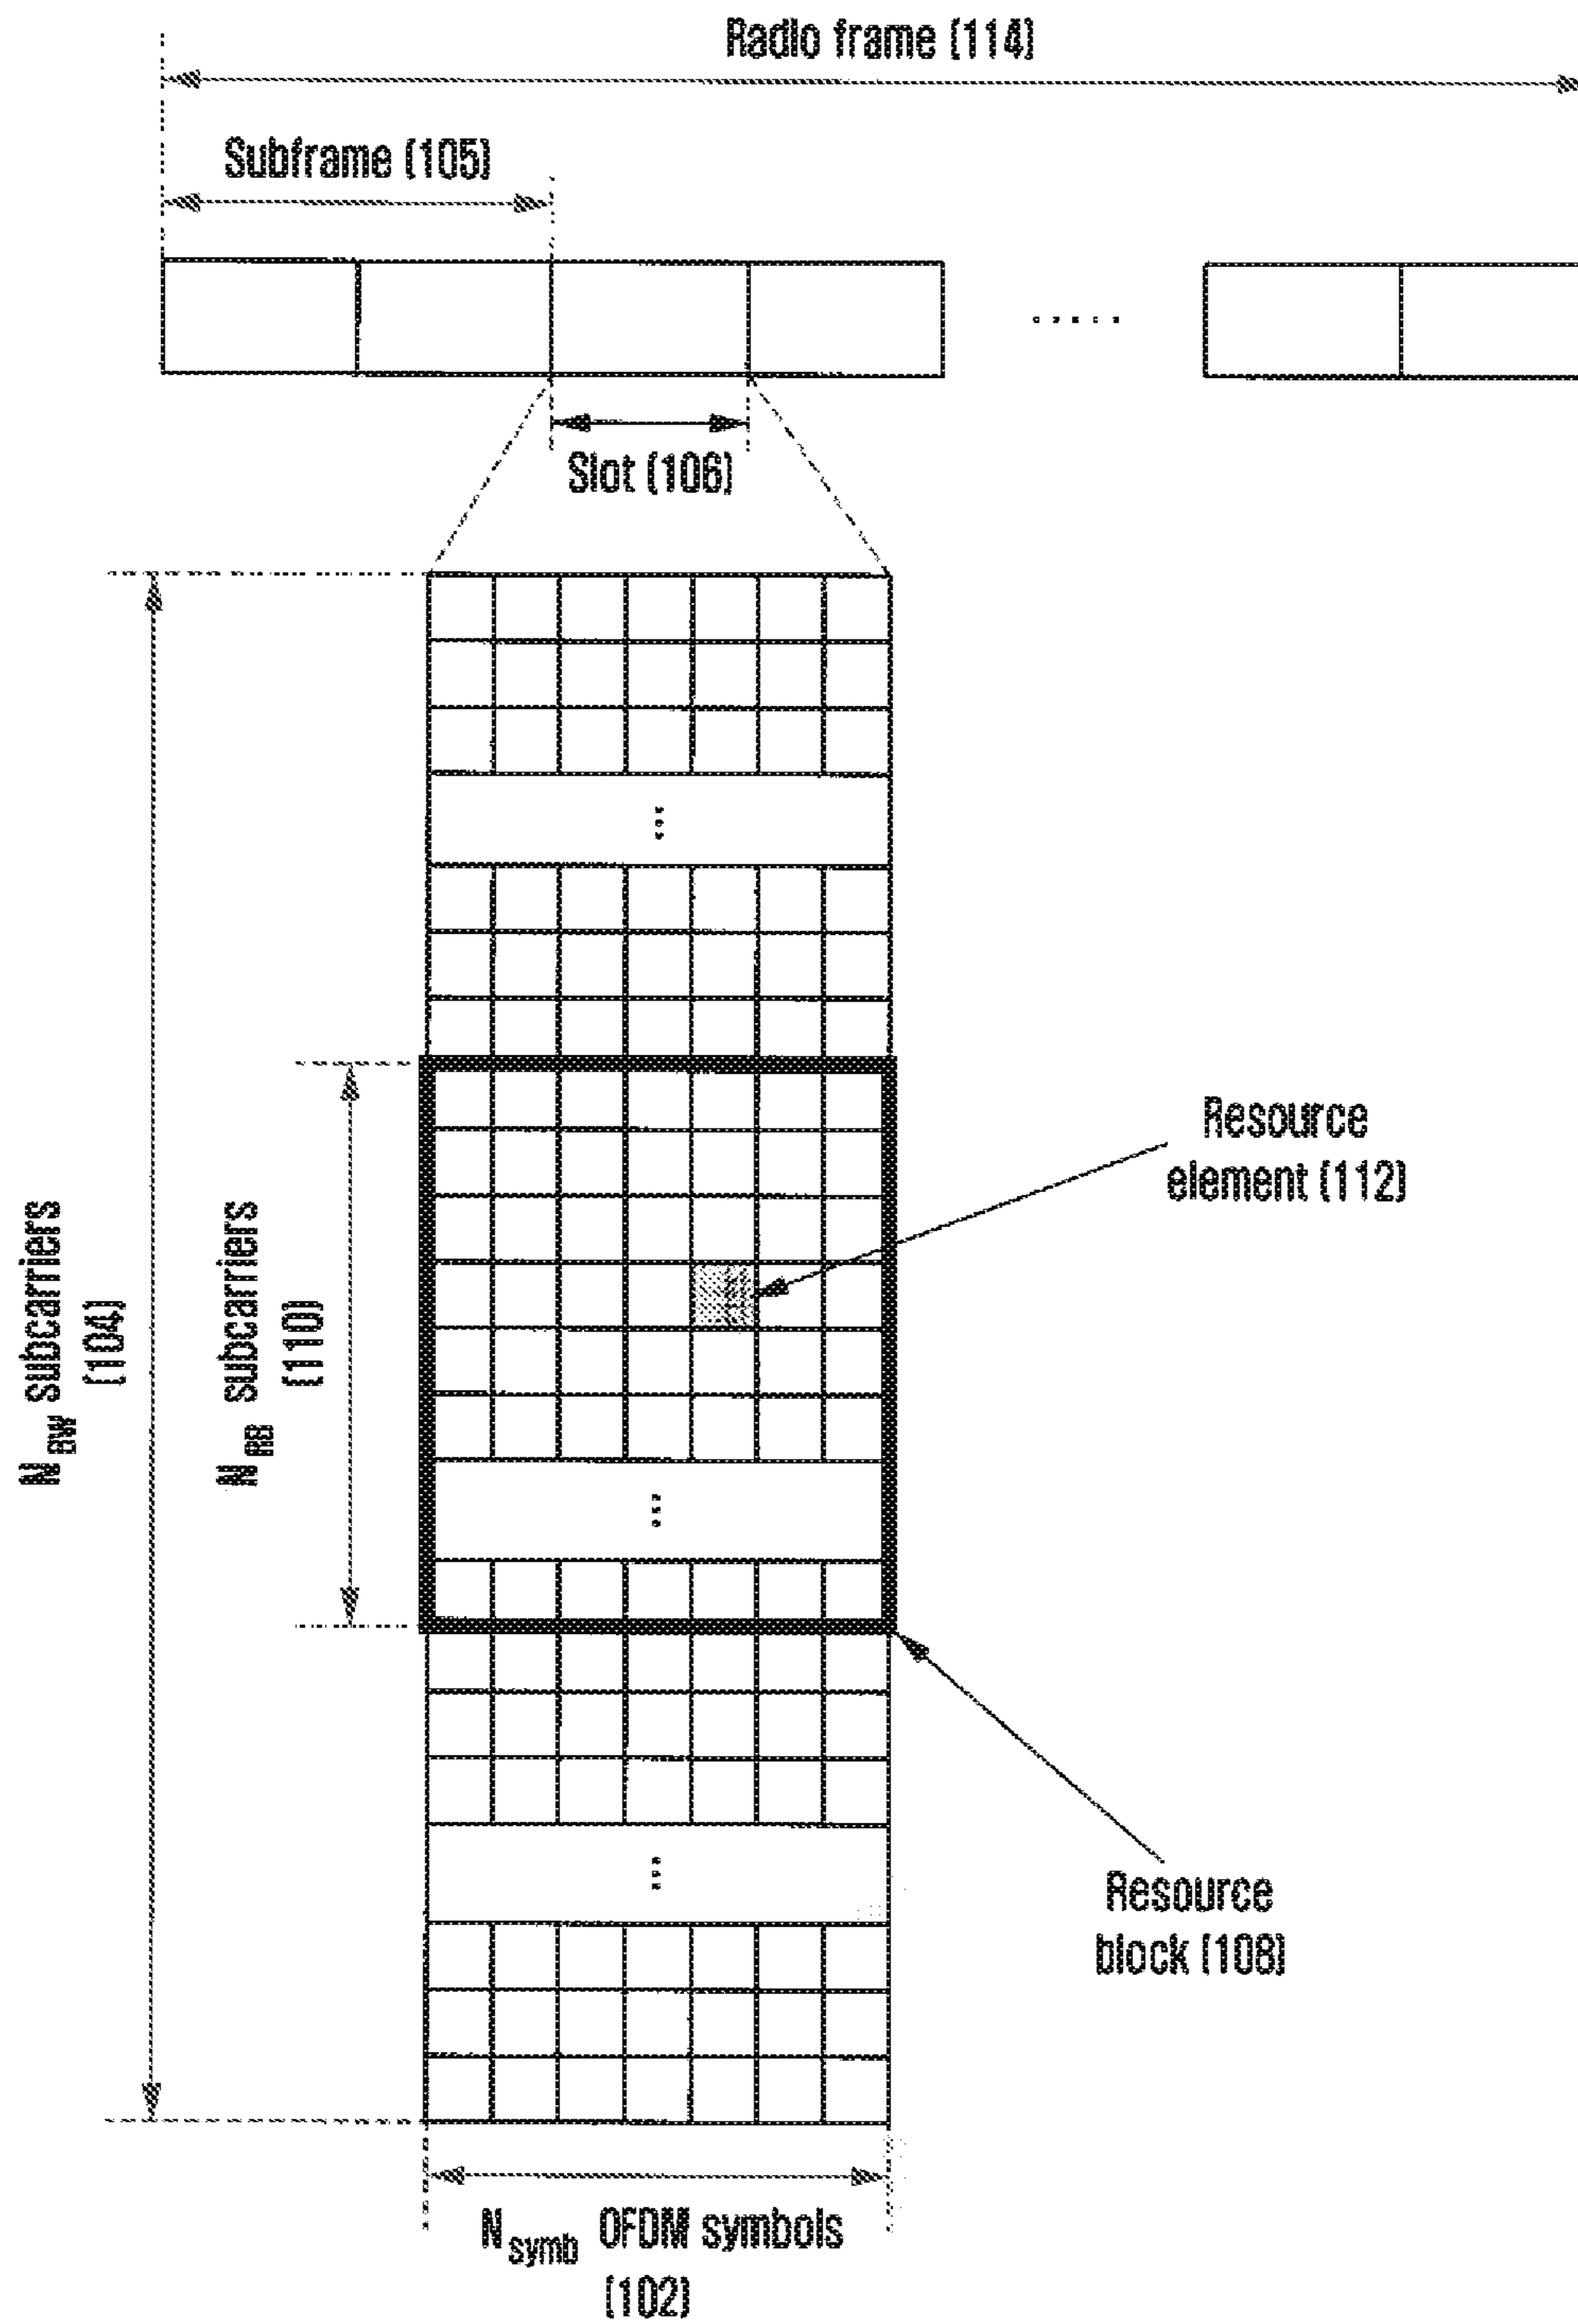 Radio frame (114)
Subframe (105)
.....
Slot (106)
...
Resource
element (112)
N_BW subcarriers
(104)
N_RB subcarriers
(110)
...
...
Resource
block (108)
N_symb OFDM symbols
(102)